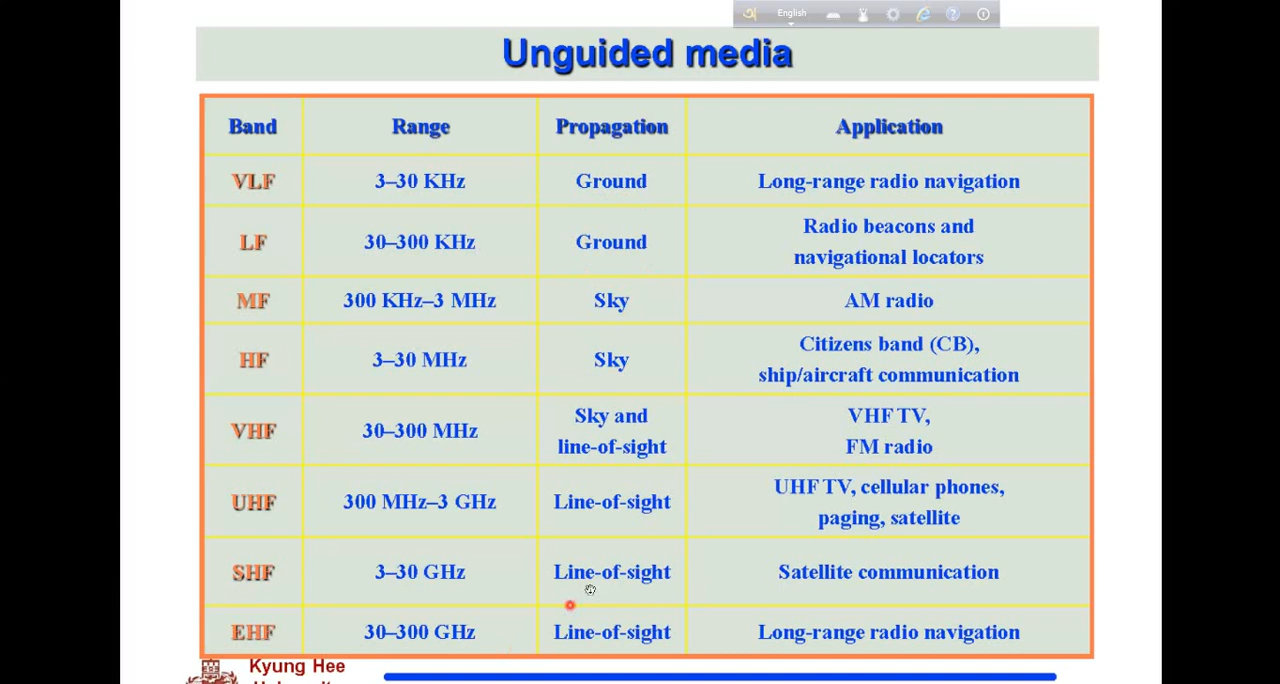 English
Unguided media
Band Range Propagation Application
VLF 3–30 KHz Ground Long-range radio navigation
LF 30–300 KHz Ground Radio beacons and
navigational locators
MF 300 KHz–3 MHz Sky AM radio
HF 3–30 MHz Sky Citizens band (CB),
ship/aircraft communication
VHF 30–300 MHz Sky and
line-of-sight VHF TV,
FM radio
UHF 300 MHz–3 GHz Line-of-sight UHF TV, cellular phones,
paging, satellite
SHF 3–30 GHz Line-of-sight Satellite communication
EHF 30–300 GHz Line-of-sight Long-range radio navigation
Kyung Hee